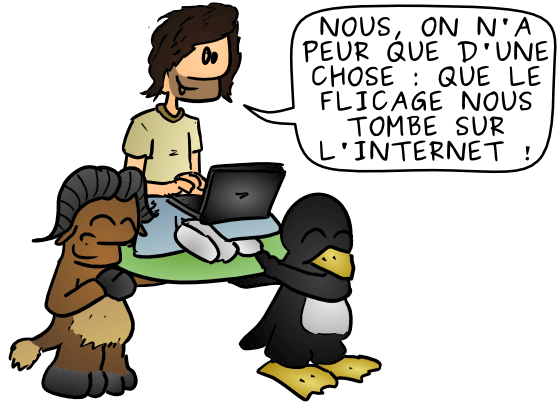 NOUS, ON N'A
PEUR QUE D'UNE
CHOSE : QUE LE
FLICAGE NOUS
TOMBE SUR
L'INTERNET !